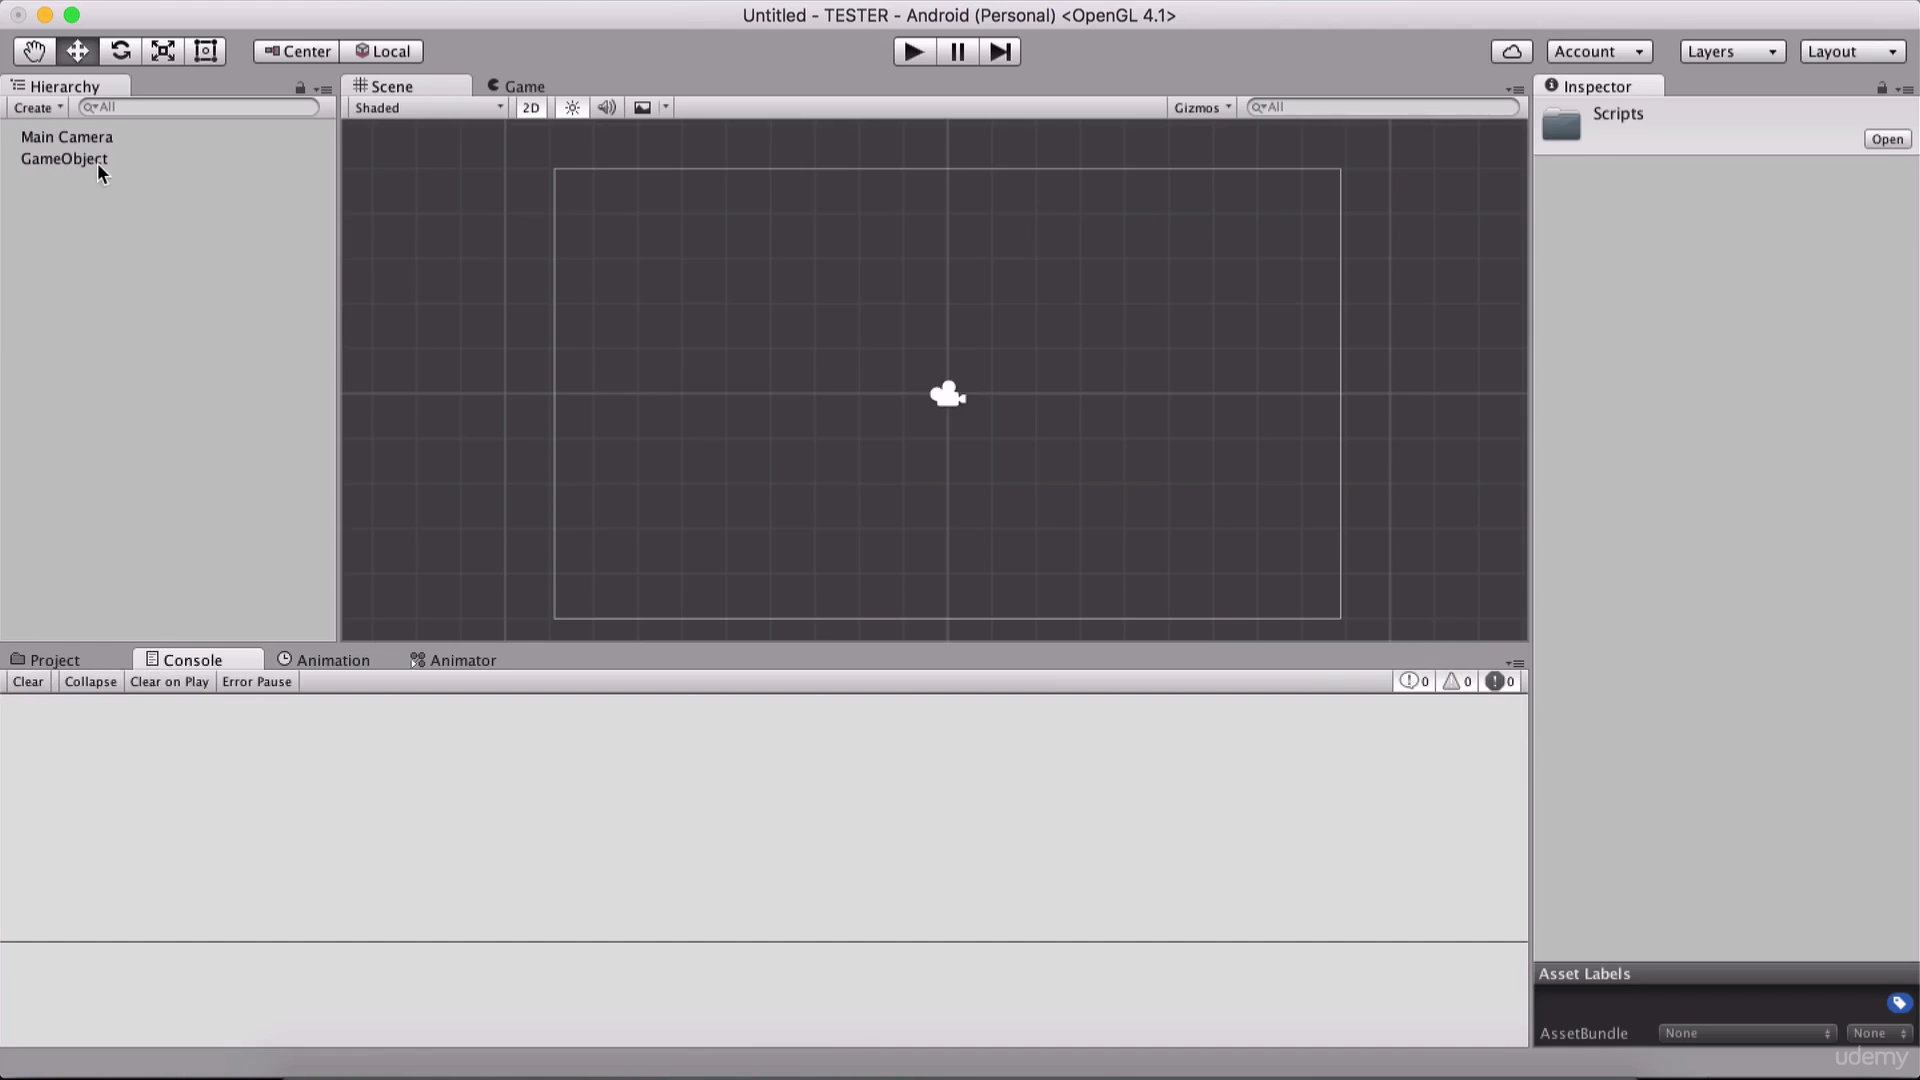 Untitled - TESTER - Android (Personal) <OpenGL 4.1>
Center Local Account Layers Layout
Hierarchy
Create All
Main Camera
GameObject
Scene Game
Shaded 2D Gizmos All
Inspector
Scripts
Open
Project Console Animation Animator
Clear Collapse Clear on Play Error Pause 0 0 0
Asset Labels
AssetBundle None None
udemy